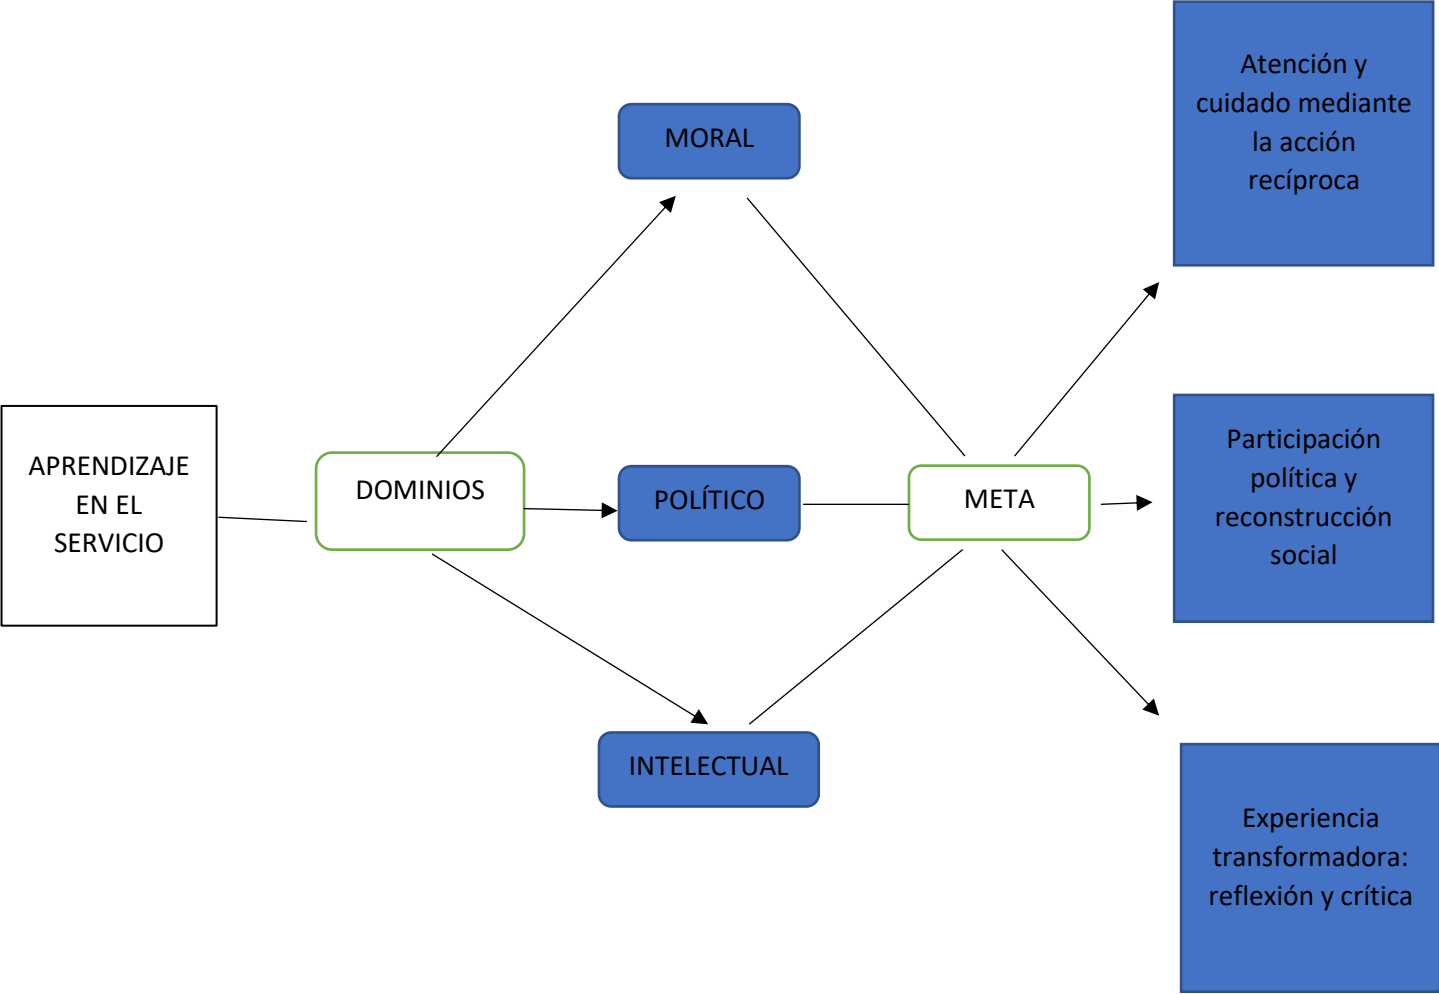 APRENDIZAJE
EN EL
SERVICIO
DOMINIOS
MORAL
POLÍTICO
INTELECTUAL
META
Atención y
cuidado mediante
la acción
recíproca
Participación
política y
reconstrucción
social
Experiencia
transformadora:
reflexión y crítica